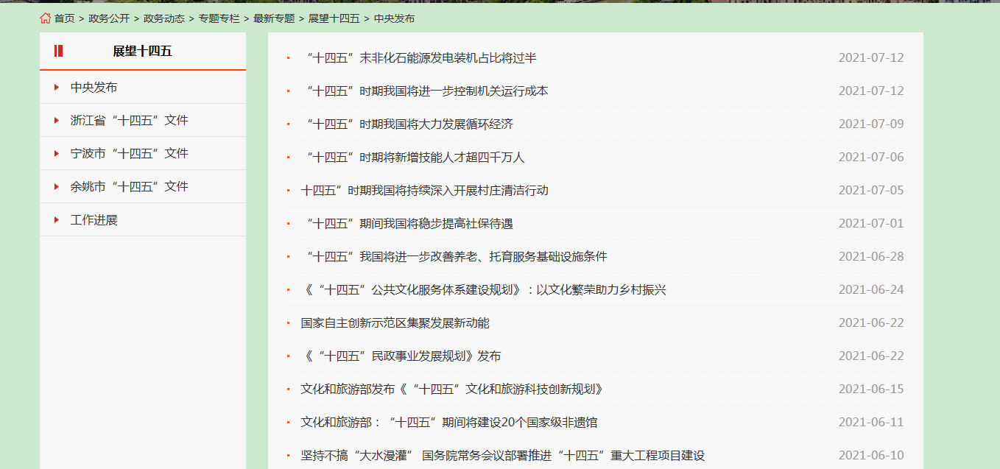 首页 > 政务公开 > 政务动态 > 专题专栏 > 最新专题 > 展望十四五 > 中央发布
展望十四五
中央发布
浙江省“十四五”文件
宁波市“十四五”文件
余姚市“十四五”文件
工作进展
“十四五”末非化石能源发电装机占比将过半 2021-07-12
“十四五”时期我国将进一步控制机关运行成本 2021-07-12
“十四五”时期我国将大力发展循环经济 2021-07-09
“十四五”时期将新增技能人才超四千万人 2021-07-06
十四五”时期我国将持续深入开展村庄清洁行动 2021-07-05
“十四五”期间我国将稳步提高社保待遇 2021-07-01
“十四五”我国将进一步改善养老、托育服务基础设施条件 2021-06-28
《“十四五”公共文化服务体系建设规划》：以文化繁荣助力乡村振兴 2021-06-24
国家自主创新示范区集聚发展新动能 2021-06-22
《“十四五”民政事业发展规划》发布 2021-06-22
文化和旅游部发布《“十四五”文化和旅游科技创新规划》 2021-06-15
文化和旅游部：“十四五”期间将建设20个国家级非遗馆 2021-06-11
坚持不搞“大水漫灌” 国务院常务会议部署推进“十四五”重大工程项目建设 2021-06-10